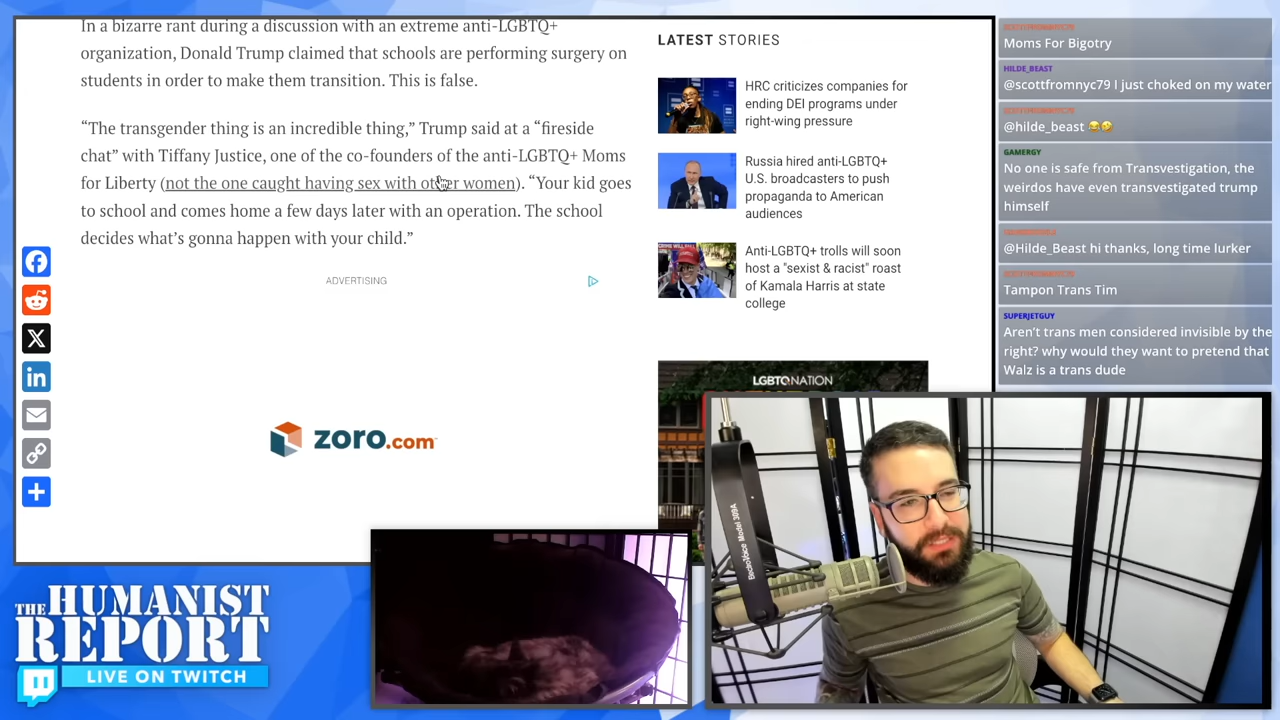 In a bizarre rant during a discussion with an extreme anti-LGBTQ+
organization, Donald Trump claimed that schools are performing surgery on
students in order to make them transition. This is false.
“The transgender thing is an incredible thing,” Trump said at a “fireside
chat” with Tiffany Justice, one of the co-founders of the anti-LGBTQ+ Moms
for Liberty (not the one caught having sex with other women). “Your kid goes
to school and comes home a few days later with an operation. The school
decides what’s gonna happen with your child.”
ADVERTISING
zoro.com
LATEST STORIES
HRC criticizes companies for
ending DEI programs under
right-wing pressure
Russia hired anti-LGBTQ+
U.S. broadcasters to push
propaganda to American
audiences
Anti-LGBTQ+ trolls will soon
host a "sexist & racist" roast
of Kamala Harris at state
college
LGBTQ NATION
Moms For Bigotry
HILDE_BEAST
@scottfromnyc79 I just choked on my water
@hilde_beast
GAMERGY
No one is safe from Transvestigation, the
weirdos have even transvestigated trump
himself
@Hilde_Beast hi thanks, long time lurker
Tampon Trans Tim
SUPERJETGUY
Aren’t trans men considered invisible by the
right? why would they want to pretend that
Walz is a trans dude
ElectroVoice Model 309A
THE HUMANIST
REPORT
LIVE ON TWITCH